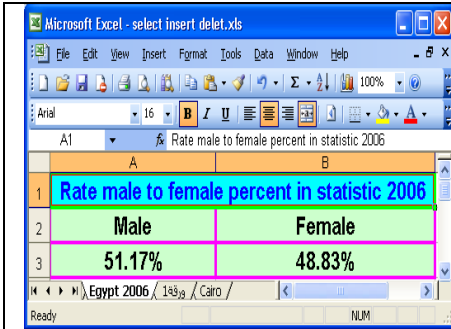 Microsoft Excel - select insert delet.xls
File Edit View Insert Format Tools Data Window Help
100%
Arial 16 B I U
A1 fx Rate male to female percent in statistic 2006
A B
1 Rate male to female percent in statistic 2006
2 Male Female
3 51.17% 48.83%
Egypt 2006 / / Cairo /
Ready NUM